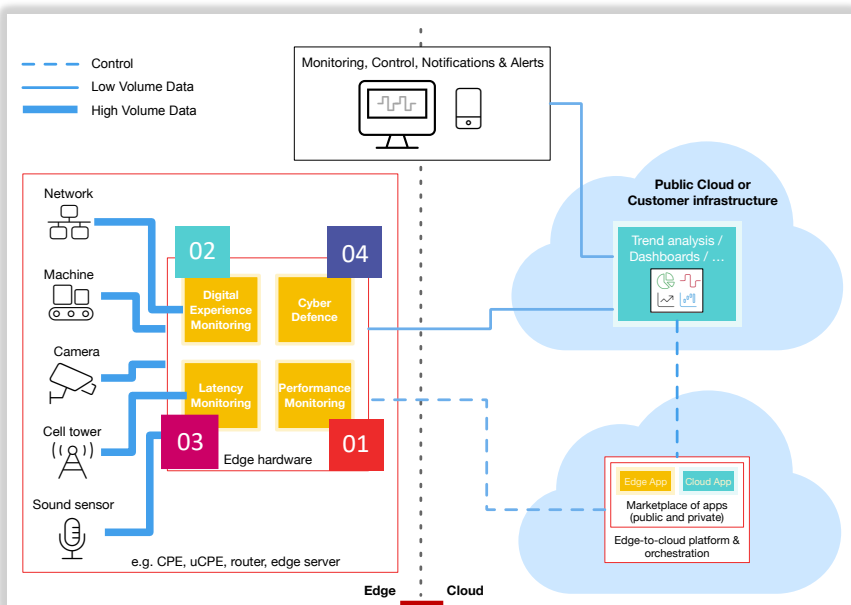 Control
Low Volume Data
High Volume Data
Monitoring, Control, Notifications & Alerts
Public Cloud or
Customer infrastructure
Trend analysis /
Dashboards / ...
Network
Machine
Camera
Cell tower
Sound sensor
02
04
Digital
Experience
Monitoring
Cyber
Defence
Latency
Monitoring
Performance
Monitoring
03
01
Edge hardware
e.g. CPE, uCPE, router, edge server
Edge App
Cloud App
Marketplace of apps
(public and private)
Edge-to-cloud platform &
orchestration
Edge
Cloud